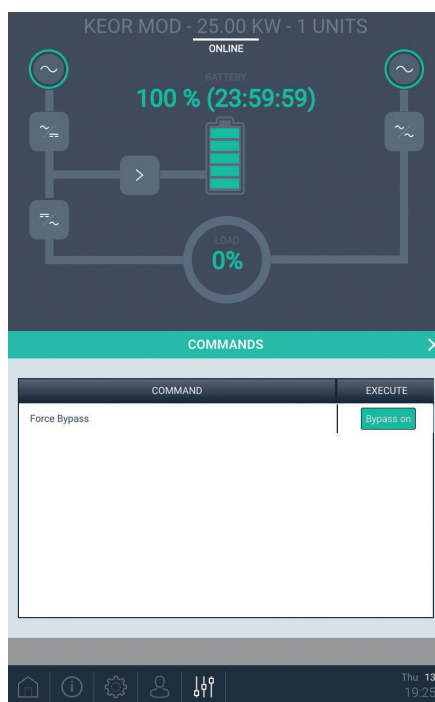 KEOR MOD - 25.00 KW - 1 UNITS
ONLINE
BATTERY
100 % (23:59:59)
LOAD
0%
COMMANDS
COMMAND EXECUTE
Force Bypass Bypass on
Thu 13
19:25